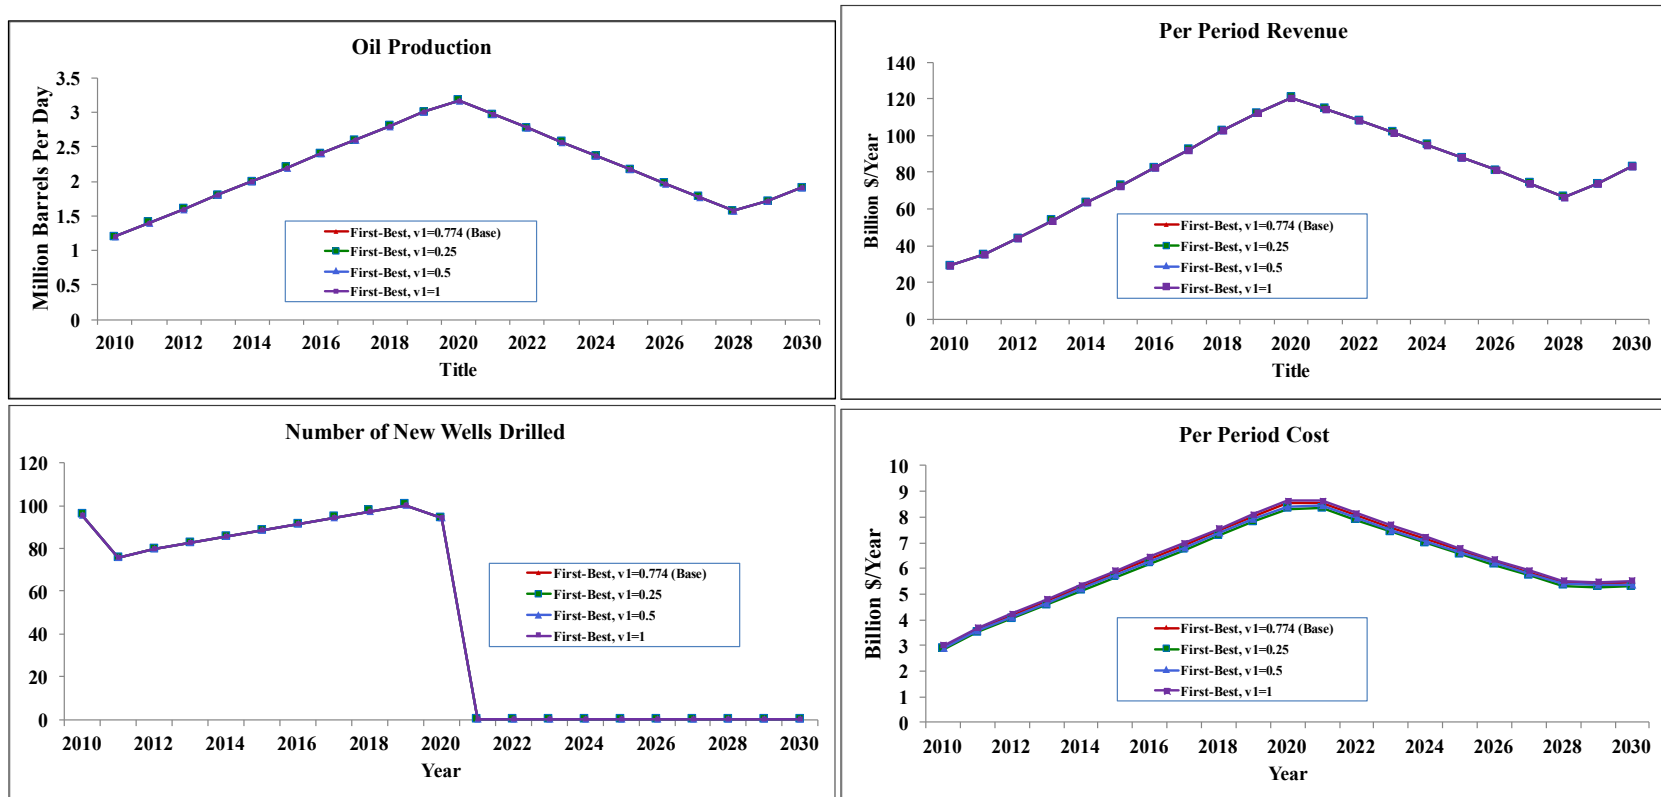 Oil Production
Million Barrels Per Day
3.5
3
2.5
2
1.5
1
0.5
0
First-Best, v1=0.774 (Base)
First-Best, v1=0.25
First-Best, v1=0.5
First-Best, v1=1
2010 2012 2014 2016 2018 2020 2022 2024 2026 2028 2030
Title
Per Period Revenue
Billion $/Year
140
120
100
80
60
40
20
0
First-Best, v1=0.774 (Base)
First-Best, v1=0.25
First-Best, v1=0.5
First-Best, v1=1
2010 2012 2014 2016 2018 2020 2022 2024 2026 2028 2030
Title
Number of New Wells Drilled
120
100
80
60
40
20
0
First-Best, v1=0.774 (Base)
First-Best, v1=0.25
First-Best, v1=0.5
First-Best, v1=1
2010 2012 2014 2016 2018 2020 2022 2024 2026 2028 2030
Year
Per Period Cost
Billion $/Year
10
9
8
7
6
5
4
3
2
1
0
First-Best, v1=0.774 (Base)
First-Best, v1=0.25
First-Best, v1=0.5
First-Best, v1=1
2010 2012 2014 2016 2018 2020 2022 2024 2026 2028 2030
Year